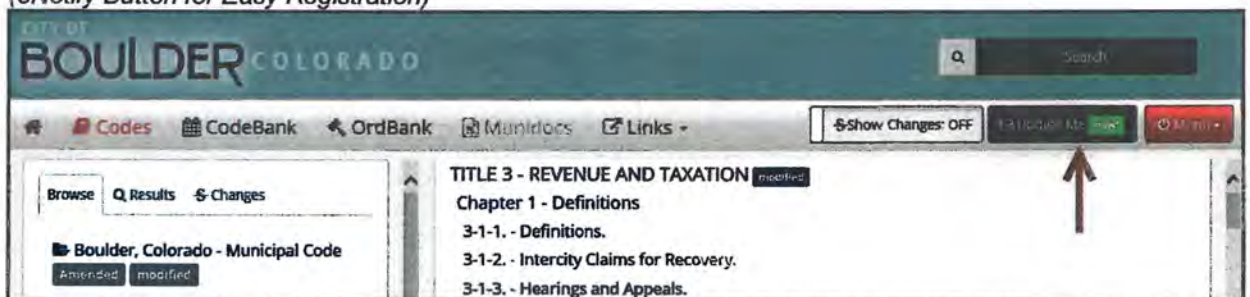 (eNotify Button for Easy Registration)
CITY OF
BOULDER COLORADO
Search
Codes CodeBank OrdBank Munidocs Links
Show Changes: OFF
Menu
Browse Results Changes
Boulder, Colorado - Municipal Code
Amended modified
TITLE 3 - REVENUE AND TAXATION modified
Chapter 1 - Definitions
3-1-1. - Definitions.
3-1-2. - Intercity Claims for Recovery.
3-1-3. - Hearings and Appeals.